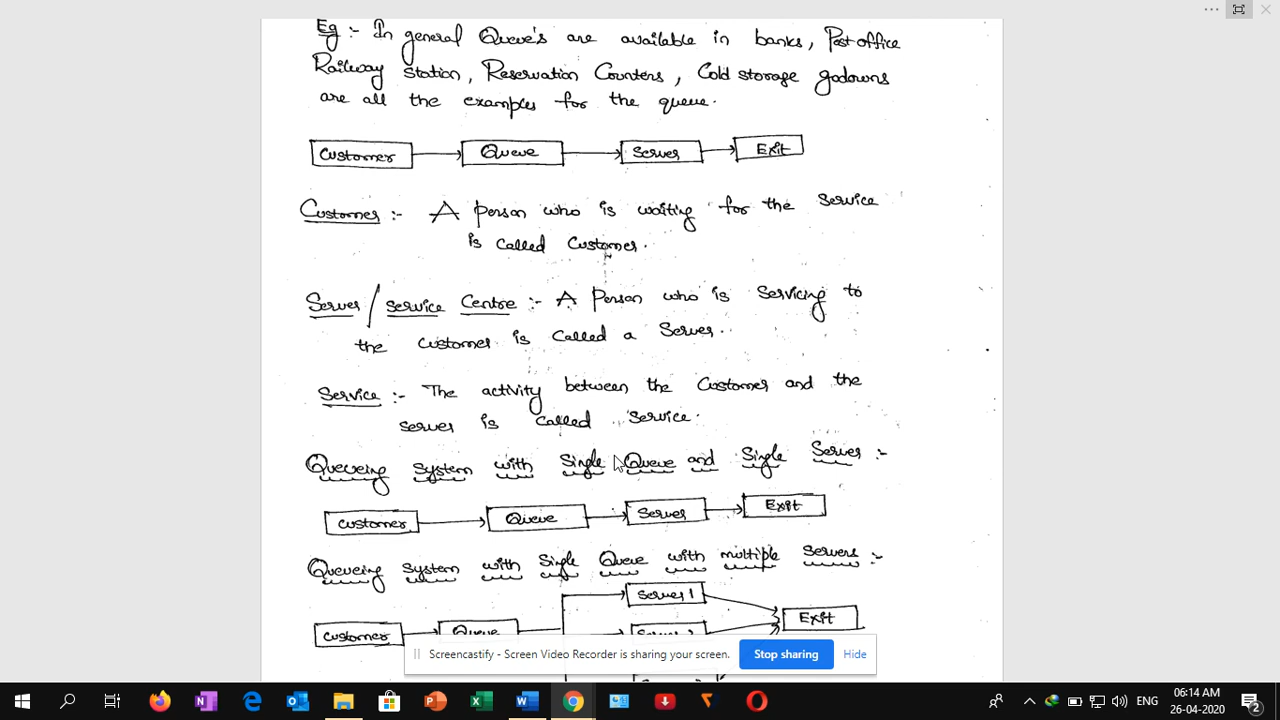 Eg :- In general Queue's are available in banks, Post office
Railway station, Reservation Counters, Cold storage godowns
are all the examples for the queue.
Customer Queue Server Exit
Customer :- A person who is waiting for the service
is called Customer.
Server/service Centre :- A Person who is servicing to
the customer is called a Server.
Service :- The activity between the Customer and the
server is called service.
Queueing system with Single Queue and Single Server :-
Customer Queue Server Exit
Queueing system with Single Queue with multiple Servers :-
Server 1
Exit
Customer Queue
Screencastify - Screen Video Recorder is sharing your screen. Stop sharing Hide
ENG 06:14 AM
26-04-2020 2